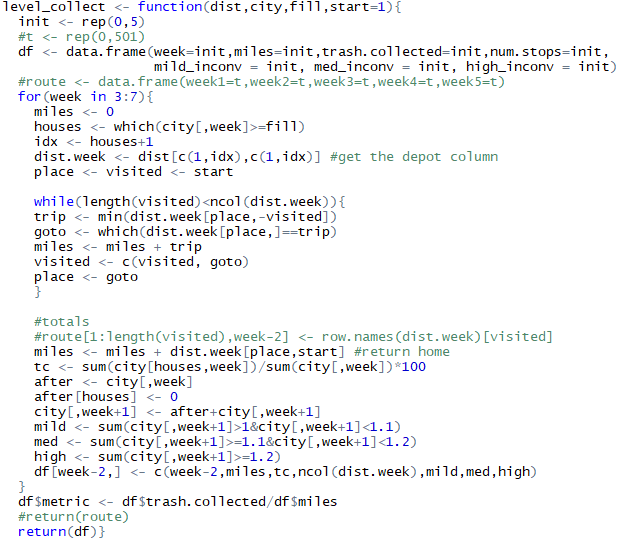 level_collect <- function(dist,city,fill,start=1){
  init <- rep(0,5)
  #t <- rep(0,501)
  df <- data.frame(week=init,miles=init,trash.collected=init,num.stops=init,
                   mild_inconv = init, med_inconv = init, high_inconv = init)
  #route <- data.frame(week1=t,week2=t,week3=t,week4=t,week5=t)
  for(week in 3:7){
    miles <- 0
    houses <- which(city[,week]>=fill)
    idx <- houses+1
    dist.week <- dist[c(1,idx),c(1,idx)] #get the depot column
    place <- visited <- start

    while(length(visited)<ncol(dist.week)){
    trip <- min(dist.week[place,-visited])
    goto <- which(dist.week[place,]==trip)
    miles <- miles + trip
    visited <- c(visited, goto)
    place <- goto
    }

    #totals
    #route[1:length(visited),week-2] <- row.names(dist.week)[visited]
    miles <- miles + dist.week[place,start] #return home
    tc <- sum(city[houses,week])/sum(city[,week])*100
    after <- city[,week]
    after[houses] <- 0
    city[,week+1] <- after+city[,week+1]
    mild <- sum(city[,week+1]>1&city[,week+1]<1.1)
    med <- sum(city[,week+1]>=1.1&city[,week+1]<1.2)
    high <- sum(city[,week+1]>=1.2)
    df[week-2,] <- c(week-2,miles,tc,ncol(dist.week),mild,med,high)
  }
  df$metric <- df$trash.collected/df$miles
  #return(route)
  return(df)}